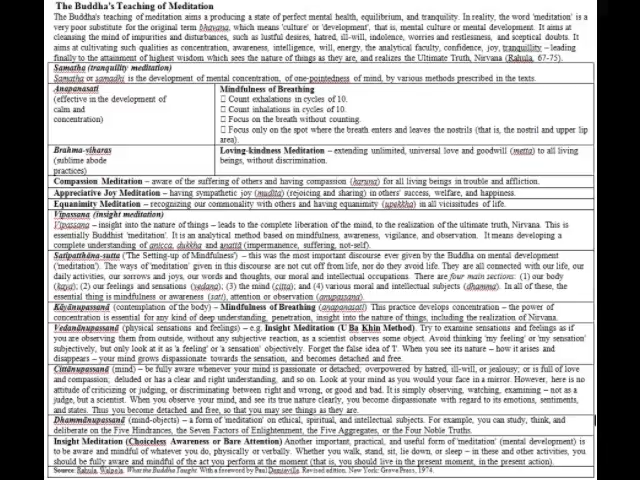 The Buddha's Teaching of Meditation
The Buddha's teaching of meditation aims a producing a state of perfect mental health, equilibrium, and tranquility. In reality, the word 'meditation' is a
very poor substitute for the original term bhavana, which means 'culture' or 'development', that is, mental culture or mental development. It aims at
cleansing the mind of impurities and disturbances, such as lustful desires, hatred, ill-will, indolence, worries and restlessness, and sceptical doubts. It
aims at cultivating such qualities as concentration, awareness, intelligence, will, energy, the analytical faculty, confidence, joy, tranquillity – leading
finally to the attainment of highest wisdom which sees the nature of things as they are, and realizes the Ultimate Truth, Nirvana (Rahula, 67-75).
Samatha (tranquility meditation)
Samatha or samadhi is the development of mental concentration, of one-pointedness of mind, by various methods prescribed in the texts.
Anapanasati
(effective in the development of
calm and
concentration)
Mindfulness of Breathing
□ Count exhalations in cycles of 10.
□ Count inhalations in cycles of 10.
□ Focus on the breath without counting.
□ Focus only on the spot where the breath enters and leaves the nostrils (that is, the nostril and upper lip
area).
Brahma-viharas
(sublime abode
practices)
Loving-kindness Meditation – extending unlimited, universal love and goodwill (metta) to all living
beings, without discrimination.
Compassion Meditation – aware of the suffering of others and having compassion (karuna) for all living beings in trouble and affliction.
Appreciative Joy Meditation – having sympathetic joy (mudita) (rejoicing and sharing) in others' success, welfare, and happiness.
Equanimity Meditation – recognizing our commonality with others and having equanimity (upekkha) in all vicissitudes of life.
Vipassana (insight meditation)
Vipassana – insight into the nature of things – leads to the complete liberation of the mind, to the realization of the ultimate truth, Nirvana. This is
essentially Buddhist 'meditation'. It is an analytical method based on mindfulness, awareness, vigilance, and observation. It means developing a
complete understanding of anicca, dukkha and anattā (impermanence, suffering, not-self).
Satipatthāna-sutta ('The Setting-up of Mindfulness') – this was the most important discourse ever given by the Buddha on mental development
('meditation'). The ways of 'meditation' given in this discourse are not cut off from life, nor do they avoid life. They are all connected with our life, our
daily activities, our sorrows and joys, our words and thoughts, our moral and intellectual occupations. There are four main sections: (1) our body
(kaya); (2) our feelings and sensations (vedana); (3) the mind (citta); and (4) various moral and intellectual subjects (dhamma). In all of these, the
essential thing is mindfulness or awareness (sati), attention or observation (anupassana).
Kāyānupassanā (contemplation of the body) – Mindfulness of Breathing (anapanasati) This practice develops concentration – the power of
concentration is essential for any kind of deep understanding, penetration, insight into the nature of things, including the realization of Nirvana.
Vedanānupassanā (physical sensations and feelings) – e.g. Insight Meditation (U Ba Khin Method). Try to examine sensations and feelings as if
you are observing them from outside, without any subjective reaction, as a scientist observes some object. Avoid thinking 'my feeling' or 'my sensation'
subjectively, but only look at it as 'a feeling' or 'a sensation' objectively. Forget the false idea of 'I'. When you see its nature – how it arises and
disappears – your mind grows dispassionate towards the sensation, and becomes detached and free.
Cittānupassanā (mind) – be fully aware whenever your mind is passionate or detached; overpowered by hatred, ill-will, or jealousy; or is full of love
and compassion; deluded or has a clear and right understanding, and so on. Look at your mind as you would your face in a mirror. However, here is no
attitude of criticizing or judging, or discriminating between right and wrong, or good and bad. It is simply observing, watching, examining – not as a
judge, but a scientist. When you observe your mind, and see its true nature clearly, you become dispassionate with regard to its emotions, sentiments,
and states. Thus you become detached and free, so that you may see things as they are.
Dhammānupassanā (mind-objects) – a form of 'meditation' on ethical, spiritual, and intellectual subjects. For example, you can study, think, and
deliberate on the Five Hindrances, the Seven Factors of Enlightenment, the Five Aggregates, or the Four Noble Truths.
Insight Meditation (Choiceless Awareness or Bare Attention) Another important, practical, and useful form of 'meditation' (mental development) is
to be aware and mindful of whatever you do, physically or verbally. Whether you walk, stand, sit, lie down, or sleep – in these and other activities, you
should be fully aware and mindful of the act you perform at the moment (that is, you should live in the present moment, in the present action).
Source: Rahula, Walpola. What the Buddha Taught. With a foreword by Paul Demieville. Revised edition. New York: Grove Press, 1974.